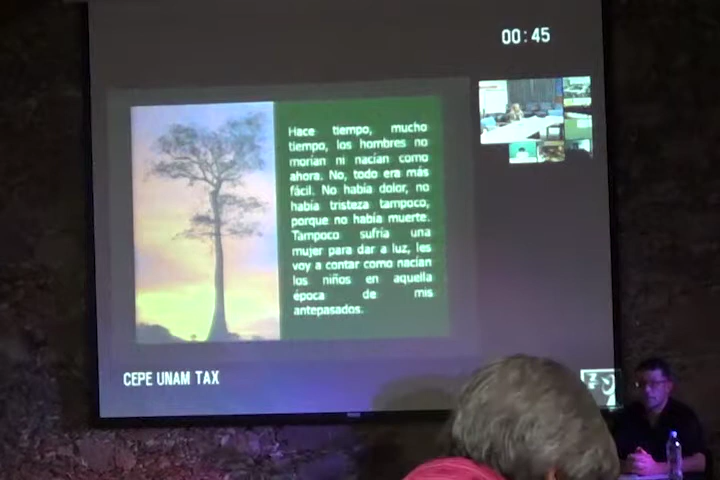 00:45
Hace tiempo, mucho
tiempo, los hombres no
morían ni nacían como
ahora. No, todo era más
fácil. No había dolor, no
había tristeza tampoco,
porque no había muerte.
Tampoco sufría una
mujer para dar a luz, les
voy a contar como nacían
los niños en aquella
época de mis
antepasados.
CEPE UNAM TAX